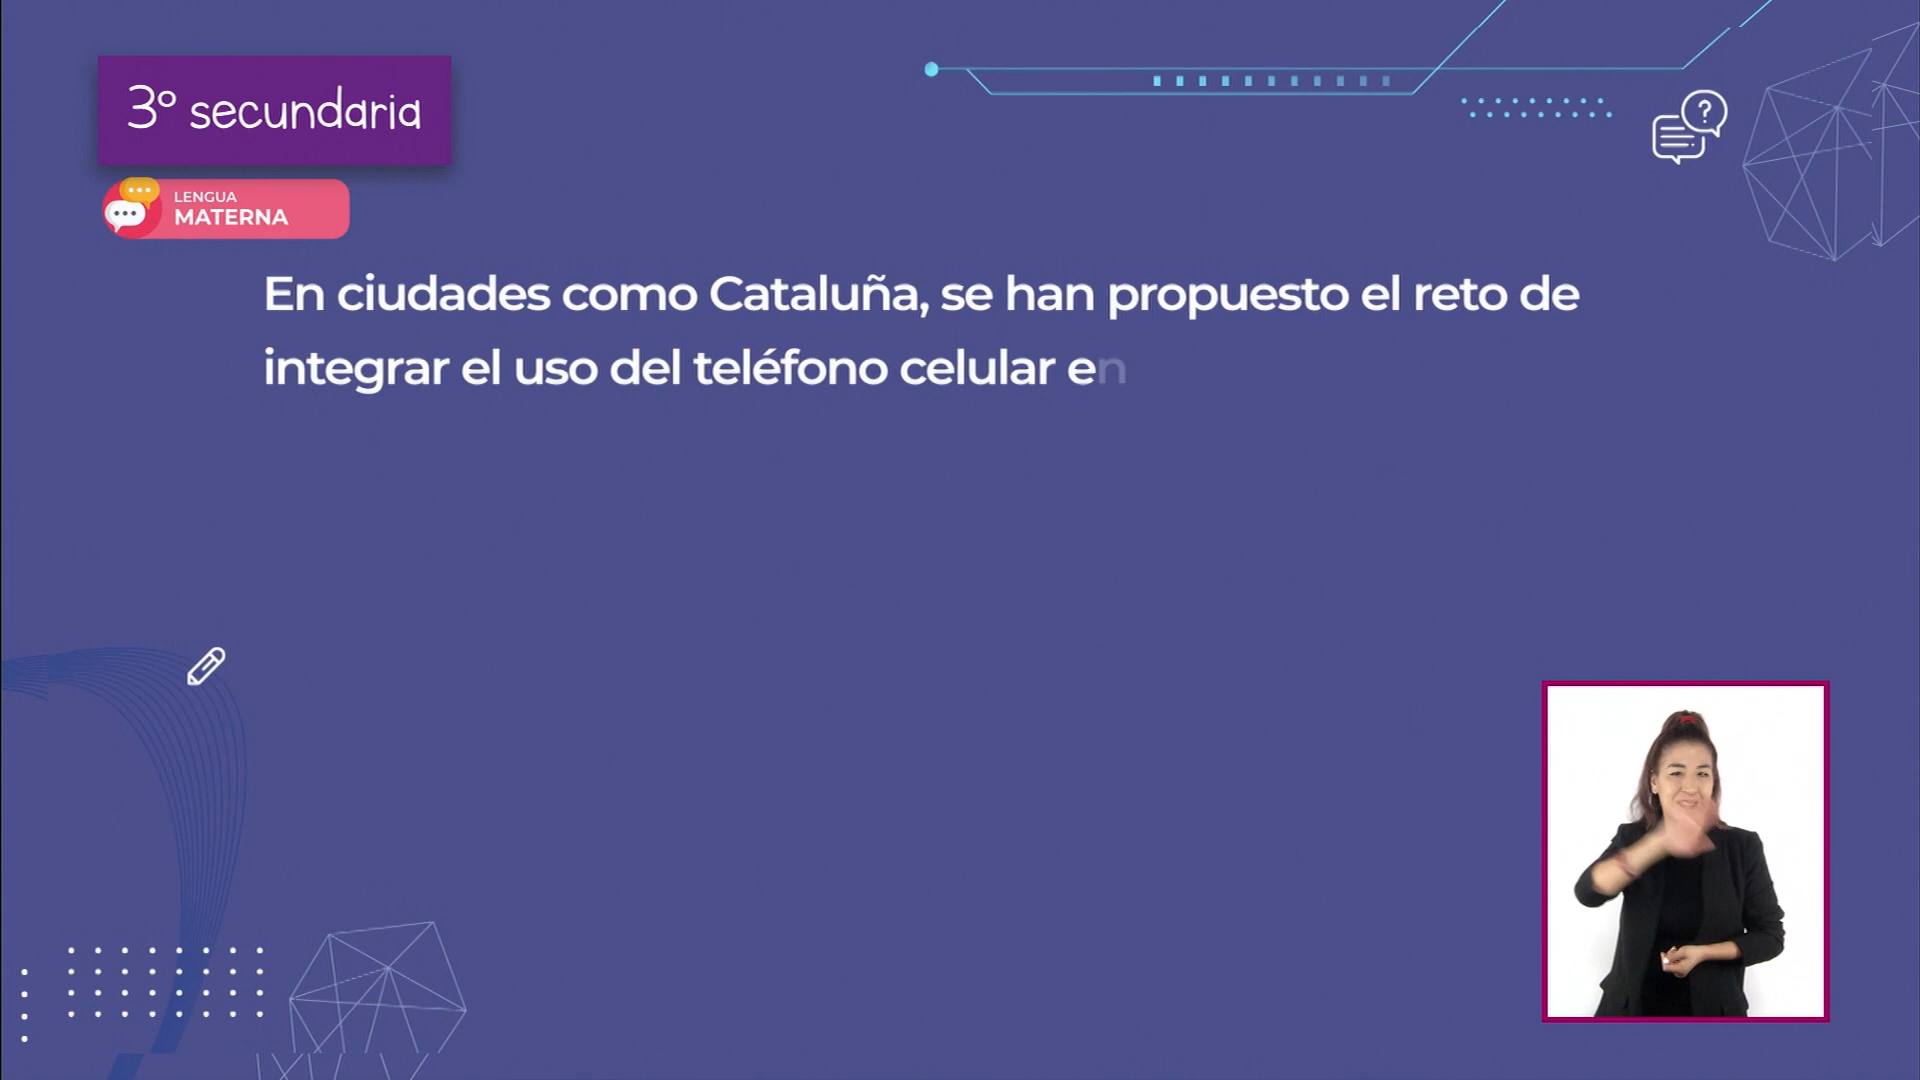 3° secundaria
LENGUA
MATERNA
En ciudades como Cataluña, se han propuesto el reto de
integrar el uso del teléfono celular en